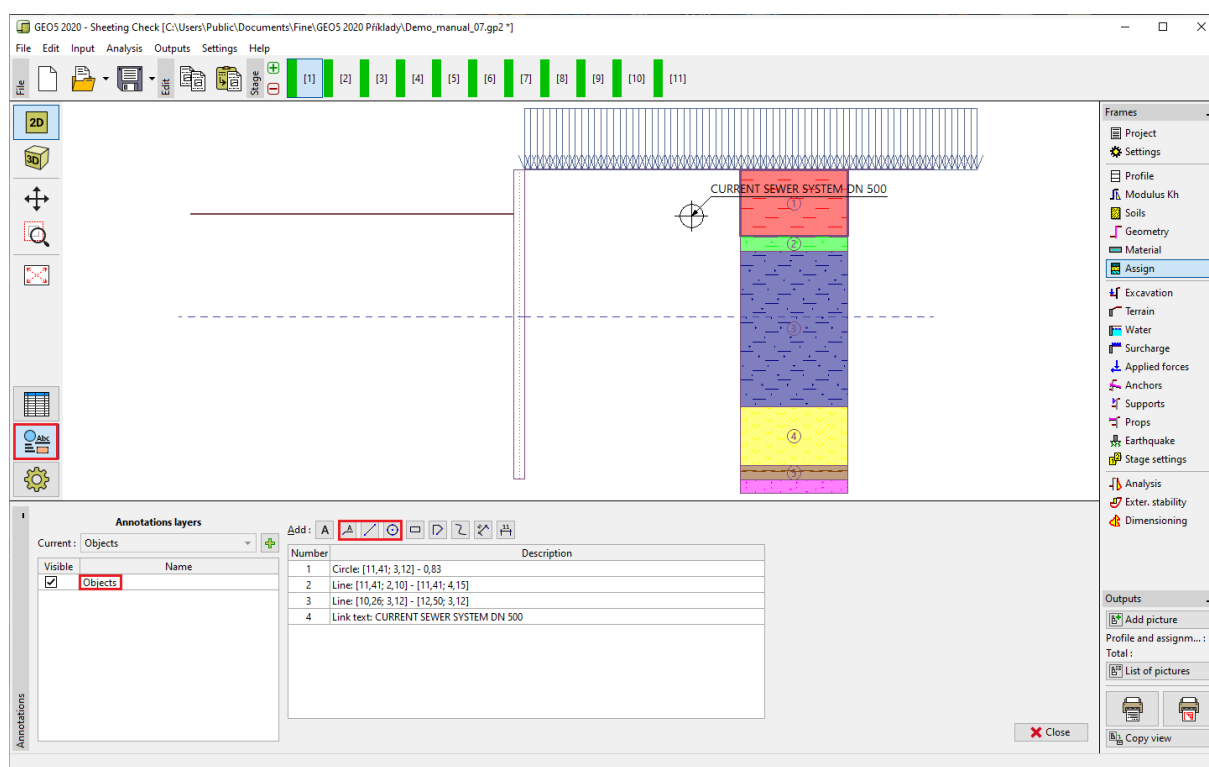 GEO5 2020 - Sheeting Check [C:\Users\Public\Documents\Fine\GEO5 2020 Příklady\Demo_manual_07.gp2 *]
File Edit Input Analysis Outputs Settings Help
File
Edit
Stage
[1] [2] [3] [4] [5] [6] [7] [8] [9] [10] [11]
2D
3D
Abc
CURRENT SEWER SYSTEM DN 500
1
2
3
4
5
Frames
Project
Settings
Profile
Modulus Kh
Soils
Geometry
Material
Assign
Excavation
Terrain
Water
Surcharge
Applied forces
Anchors
Supports
Props
Earthquake
Stage settings
Analysis
Exter. stability
Dimensioning
Outputs
Add picture
Profile and assignm... :
Total :
List of pictures
Copy view
Annotations
Annotations layers
Current : Objects
Visible Name
Objects
Add : A
Number Description
1 Circle: [11,41; 3,12] - 0,83
2 Line: [11,41; 2,10] - [11,41; 4,15]
3 Line: [10,26; 3,12] - [12,50; 3,12]
4 Link text: CURRENT SEWER SYSTEM DN 500
Close